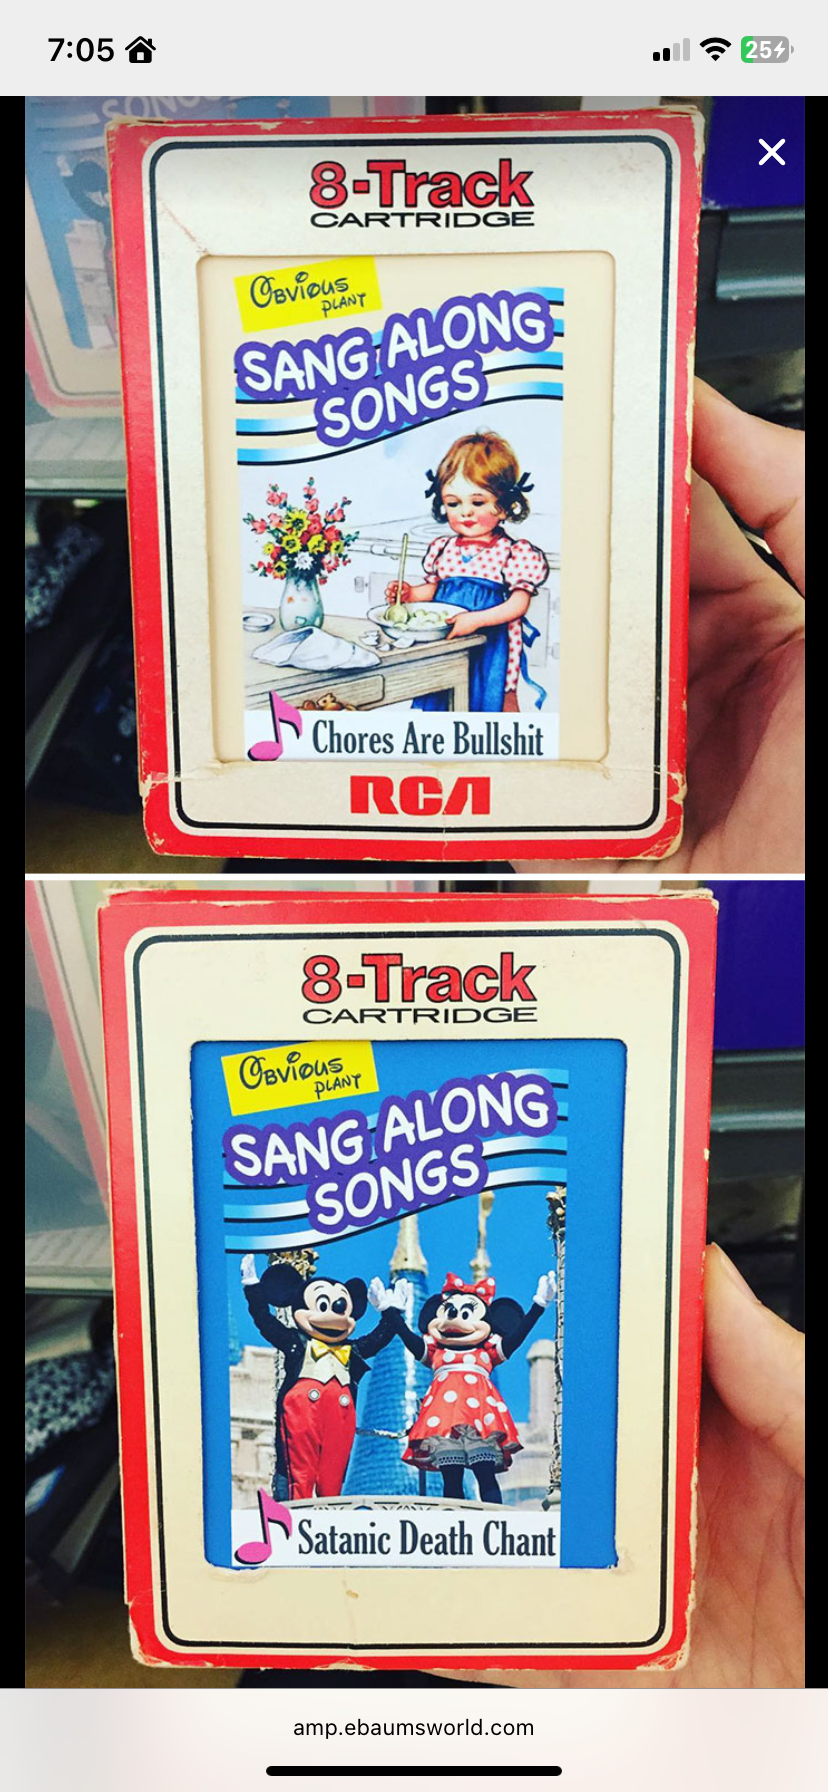 7:05
25
SONGS
8-Track
CARTRIDGE
Obvious
PLANT
SANG ALONG
SONGS
Chores Are Bullshit
RCA
8-Track
CARTRIDGE
Obvious
PLANT
SANG ALONG
SONGS
Satanic Death Chant
amp.ebaumsworld.com